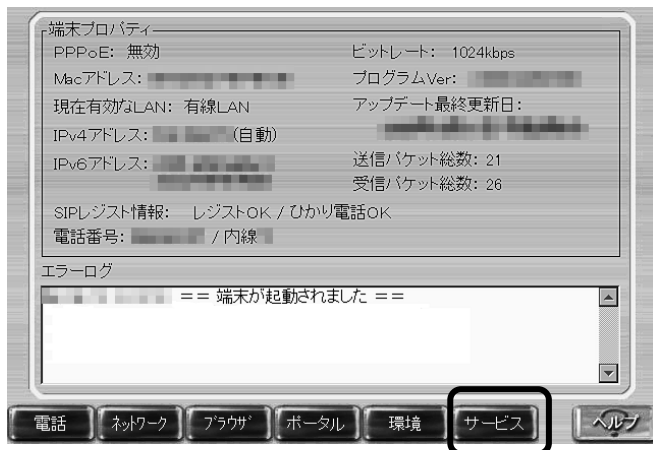 端末プロパティ
PPPoE: 無効
ビットレート: 1024kbps
Macアドレス:
プログラムVer:
現在有効なLAN: 有線LAN
アップデート最終更新日:
IPv4アドレス: (自動)
IPv6アドレス:
送信パケット総数: 21
受信パケット総数: 26
SIPレジスト情報: レジストOK / ひかり電話OK
電話番号: / 内線
エラーログ
== 端末が起動されました ==
電話 ネットワーク ブラウザ ポータル 環境 サービス ヘルプ